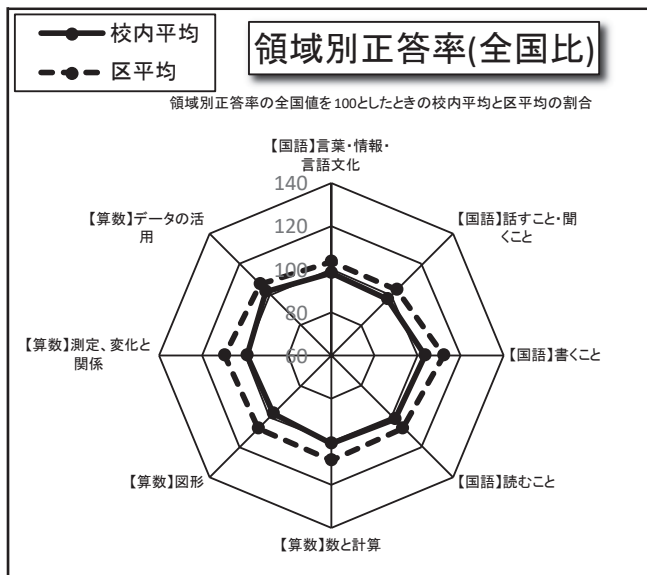 校内平均
区平均
領域別正答率(全国比)
領域別正答率の全国値を100としたときの校内平均と区平均の割合
【国語】言葉・情報・
言語文化
【国語】話すこと・聞
くこと
【国語】書くこと
【国語】読むこと
【算数】数と計算
【算数】図形
【算数】測定、変化と
関係
【算数】データの活
用
140
120
100
80
60